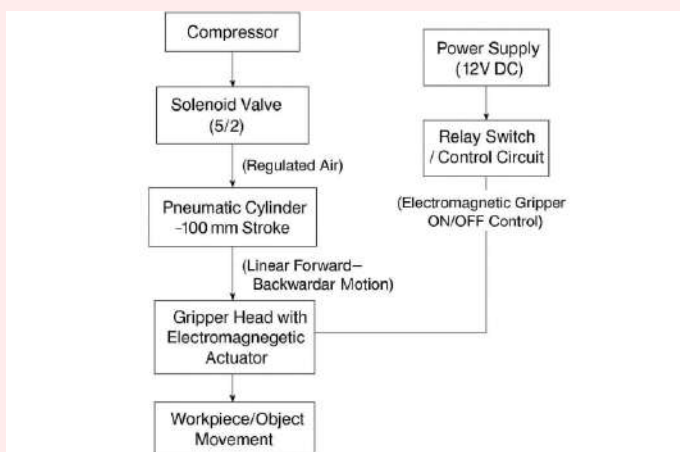 Compressor
Solenoid Valve
(5/2)
(Regulated Air)
Pneumatic Cylinder
-100 mm Stroke
(Linear Forward–
Backwardar Motion)
Gripper Head with
Electromagnegetic
Actuator
Workpiece/Object
Movement
Power Supply
(12V DC)
Relay Switch
/ Control Circuit
(Electromagnetic Gripper
ON/OFF Control)